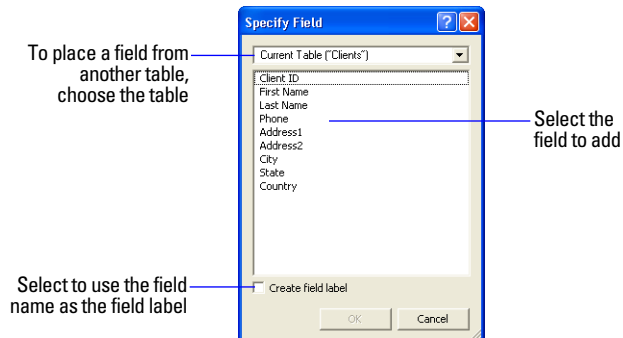 Specify Field
To place a field from
another table,
choose the table
Current Table ("Clients")
Client ID
First Name
Last Name
Phone
Address1
Address2
City
State
Country
Select the
field to add
Select to use the field
name as the field label
Create field label
OK
Cancel